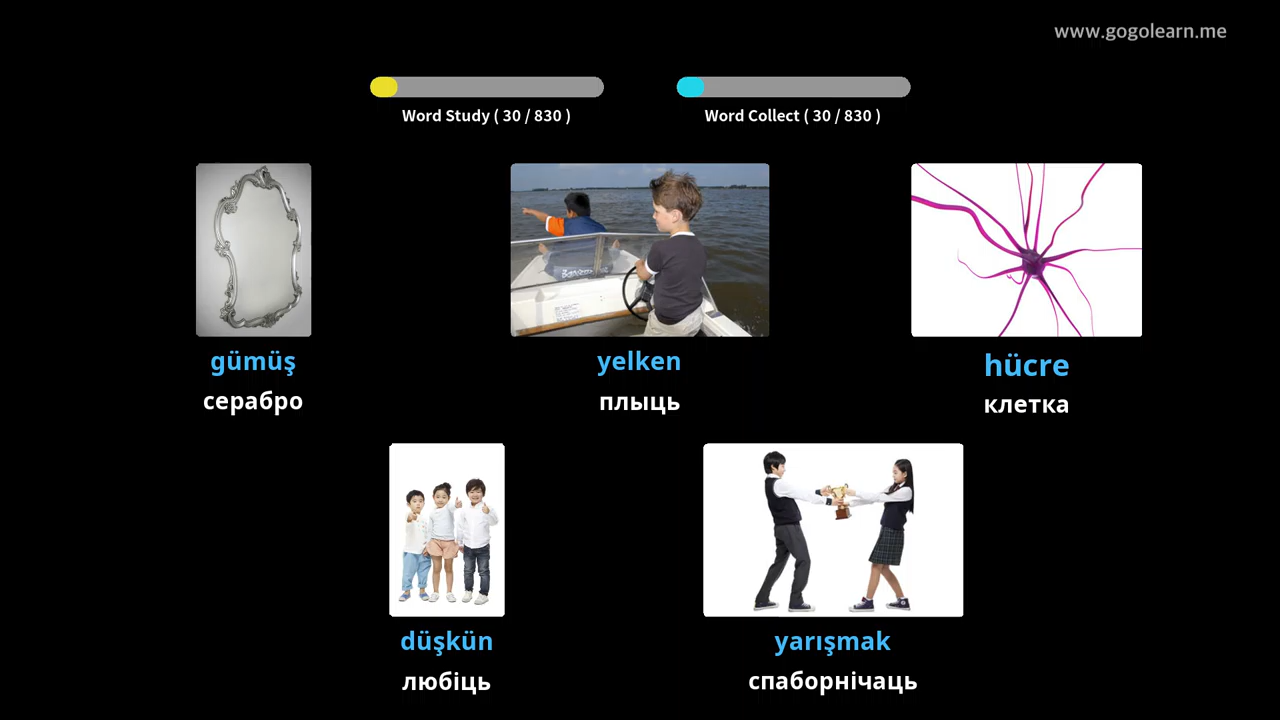 www.gogolearn.me
Word Study ( 30 / 830 )
Word Collect ( 30 / 830 )
gümüş
серабро
yelken
плыць
hücre
клетка
düşkün
любіць
yarışmak
спаборнічаць